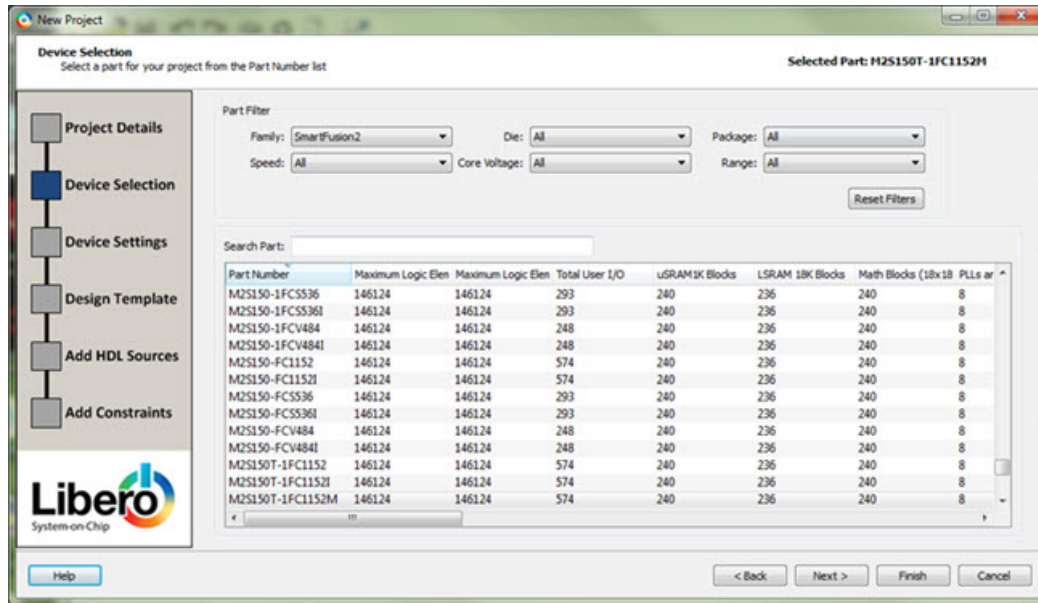 New Project
Device Selection
Select a part for your project from the Part Number list
Selected Part: M2S150T-1FC1152M
Project Details
Device Selection
Device Settings
Design Template
Add HDL Sources
Add Constraints
Libero
System-on-Chip
Part Filter
Family: SmartFusion2 Die: All Package: All
Speed: All Core Voltage: All Range: All
Reset Filters
Search Part:
Part Number Maximum Logic Elen Maximum Logic Elen Total User I/O uSRAM1K Blocks LSRAM 18K Blocks Math Blocks (18x18 PLLs ar
M2S150-1FCS536 146124 146124 293 240 236 240 8
M2S150-1FCS536I 146124 146124 293 240 236 240 8
M2S150-1FCV484 146124 146124 248 240 236 240 8
M2S150-1FCV484I 146124 146124 248 240 236 240 8
M2S150-FC1152 146124 146124 574 240 236 240 8
M2S150-FC1152I 146124 146124 574 240 236 240 8
M2S150-FCS536 146124 146124 293 240 236 240 8
M2S150-FCS536I 146124 146124 293 240 236 240 8
M2S150-FCV484 146124 146124 248 240 236 240 8
M2S150-FCV484I 146124 146124 248 240 236 240 8
M2S150T-1FC1152 146124 146124 574 240 236 240 8
M2S150T-1FC1152I 146124 146124 574 240 236 240 8
M2S150T-1FC1152M 146124 146124 574 240 236 240 8
Help < Back Next > Finish Cancel